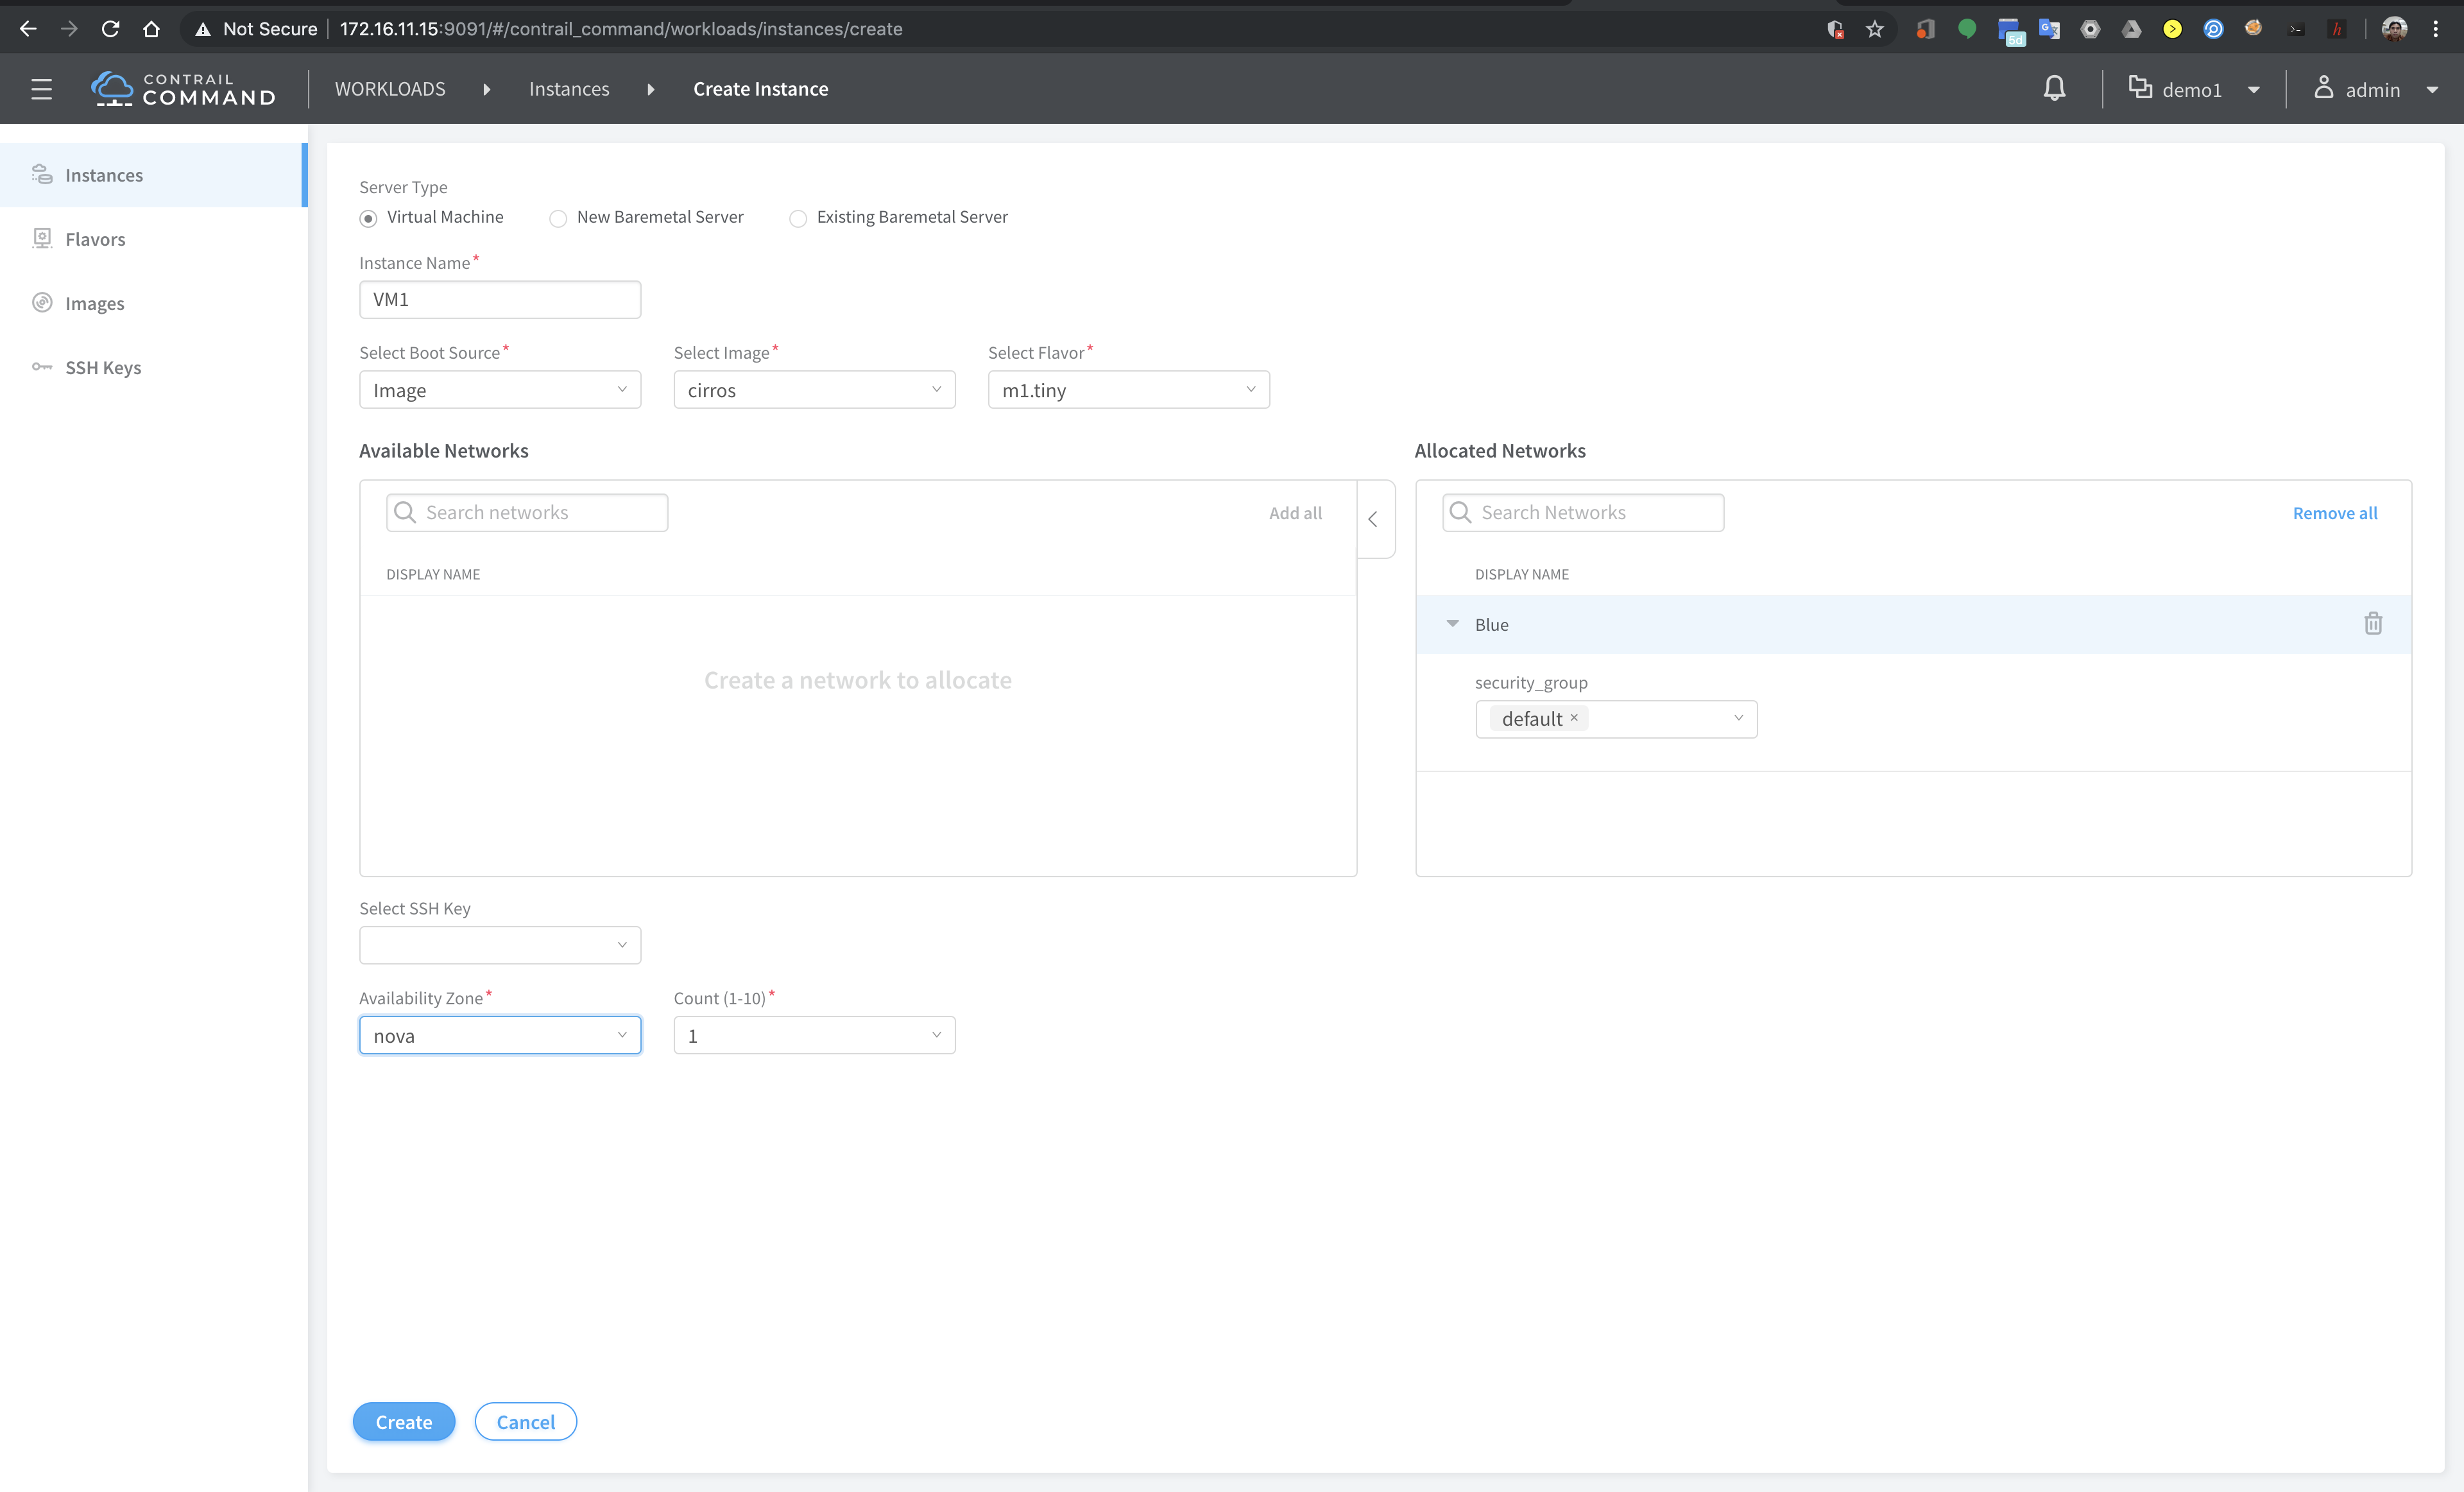 Not Secure 172.16.11.15:9091/#/contrail_command/workloads/instances/create
6d
CONTRAIL
COMMAND
WORKLOADS Instances Create Instance demo1 admin
Instances
Flavors
Images
SSH Keys
Server Type
Virtual Machine New Baremetal Server Existing Baremetal Server
Instance Name*
VM1
Select Boot Source* Select Image* Select Flavor*
Image cirros m1.tiny
Available Networks Allocated Networks
Search networks Add all Search Networks Remove all
DISPLAY NAME DISPLAY NAME
Blue
Create a network to allocate
security_group
default ×
Select SSH Key
Availability Zone* Count (1-10)*
nova 1
Create Cancel